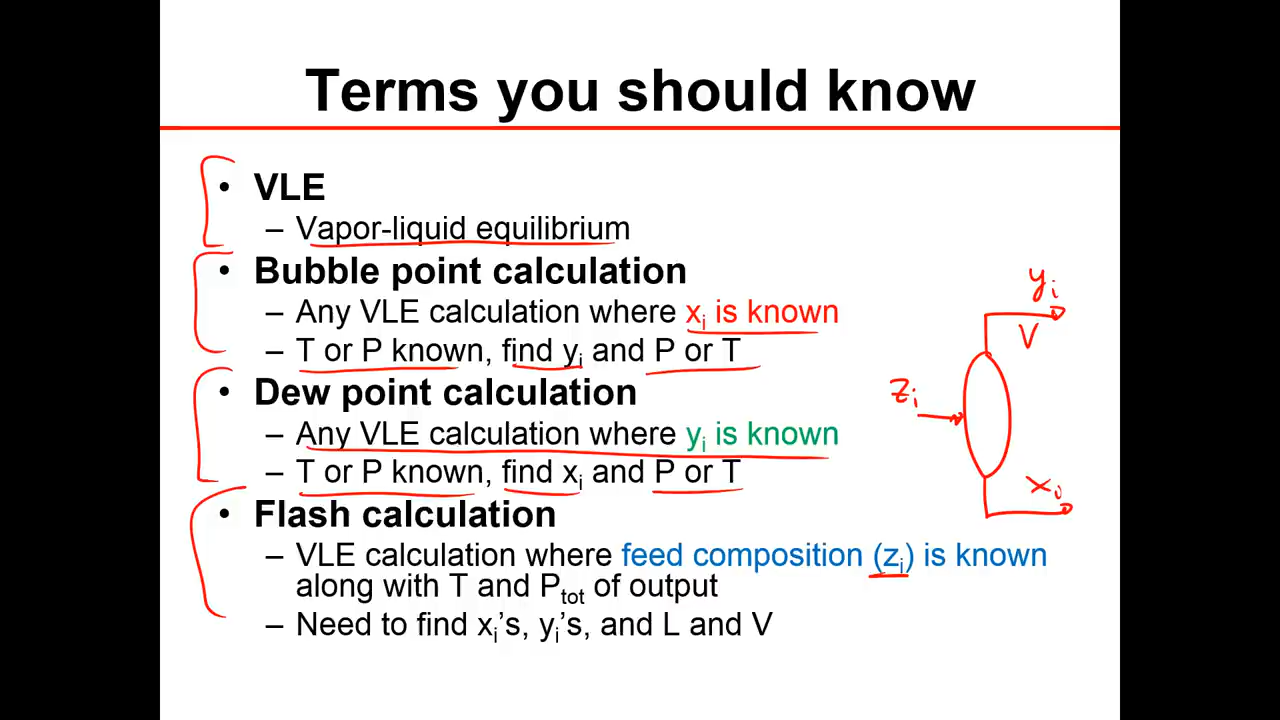 Terms you should know
• VLE
– Vapor-liquid equilibrium
• Bubble point calculation
– Any VLE calculation where xᵢ is known
– T or P known, find yᵢ and P or T
• Dew point calculation
– Any VLE calculation where yᵢ is known
– T or P known, find xᵢ and P or T
• Flash calculation
– VLE calculation where feed composition (zᵢ) is known
along with T and Ptot of output
– Need to find xᵢ’s, yᵢ’s, and L and V
yᵢ
V
zᵢ
xᵢ